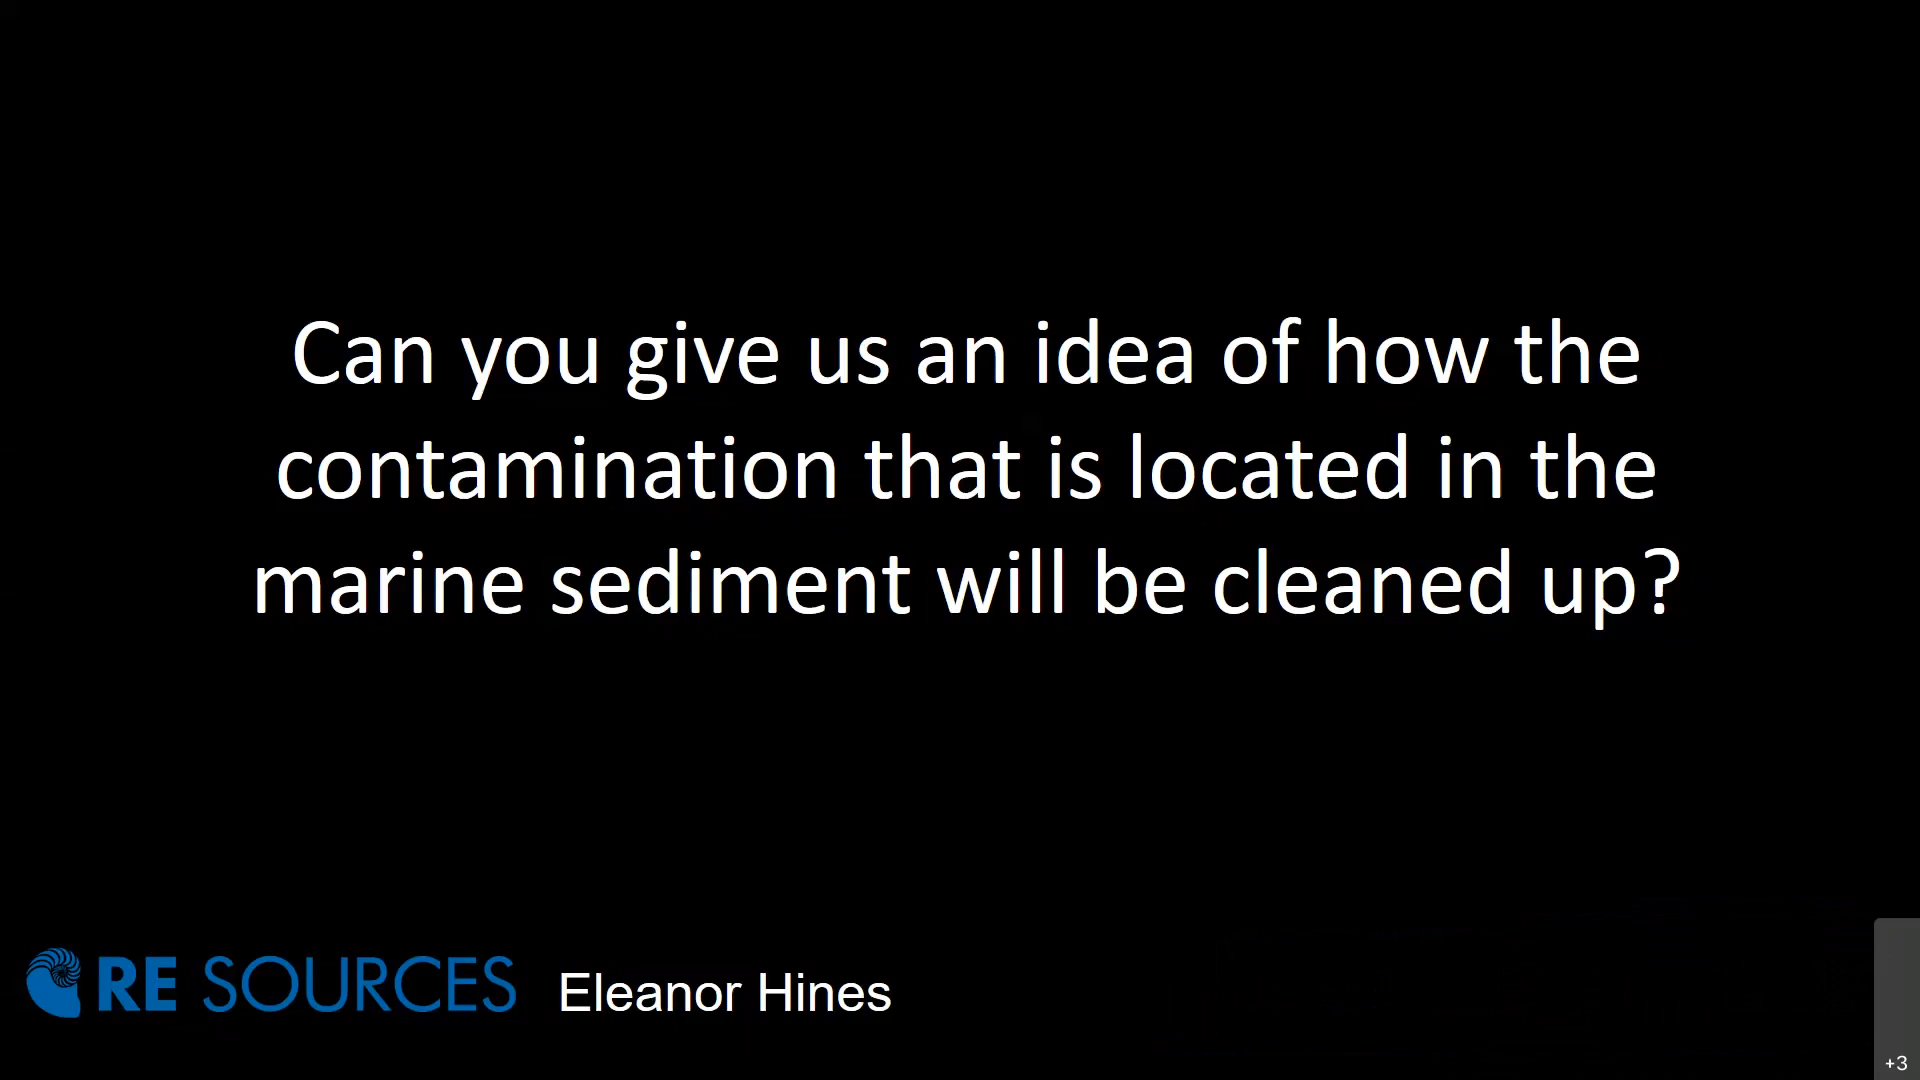 Can you give us an idea of how the
contamination that is located in the
marine sediment will be cleaned up?
RE SOURCES
Eleanor Hines
+3